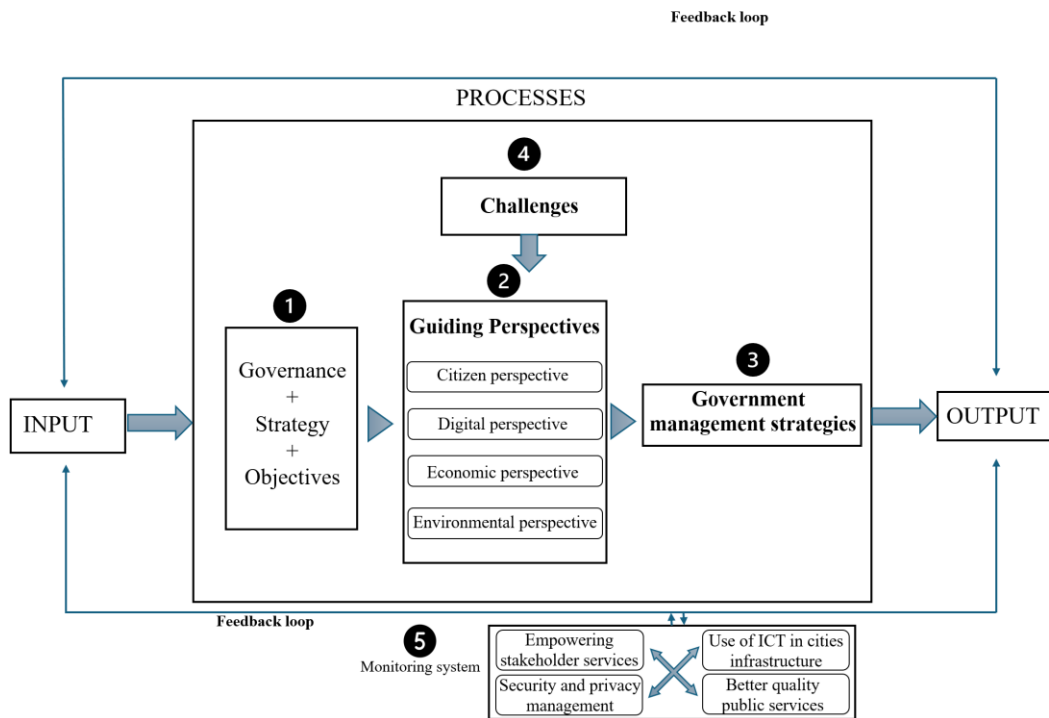 Feedback loop
PROCESSES
4
Challenges
2
Guiding Perspectives
1
Governance
+
Strategy
+
Objectives
Citizen perspective
Digital perspective
Economic perspective
Environmental perspective
3
Government
management strategies
INPUT
OUTPUT
Feedback loop
5
Monitoring system
Empowering
stakeholder services
Use of ICT in cities
infrastructure
Security and privacy
management
Better quality
public services